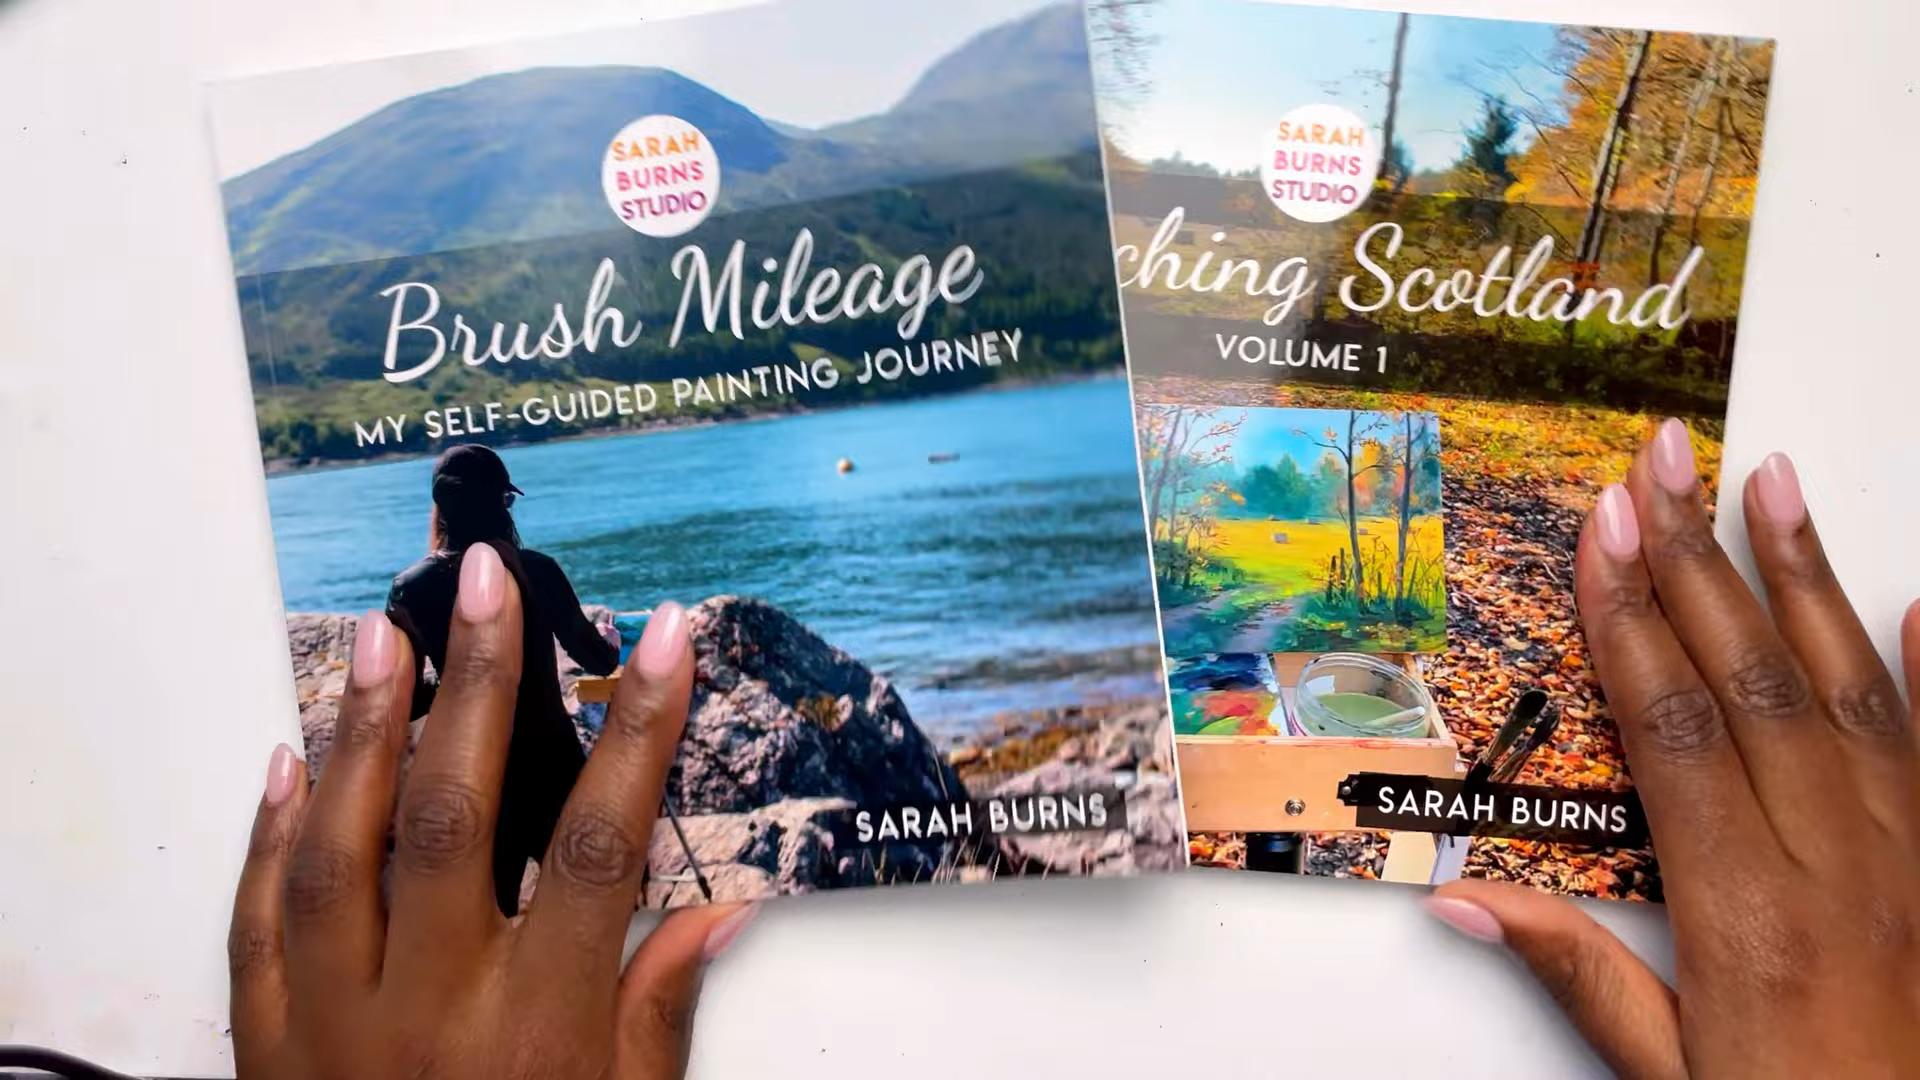 SARAH
BURNS
STUDIO
Brush Mileage
MY SELF-GUIDED PAINTING JOURNEY
SARAH BURNS
SARAH
BURNS
STUDIO
ching Scotland
VOLUME 1
SARAH BURNS